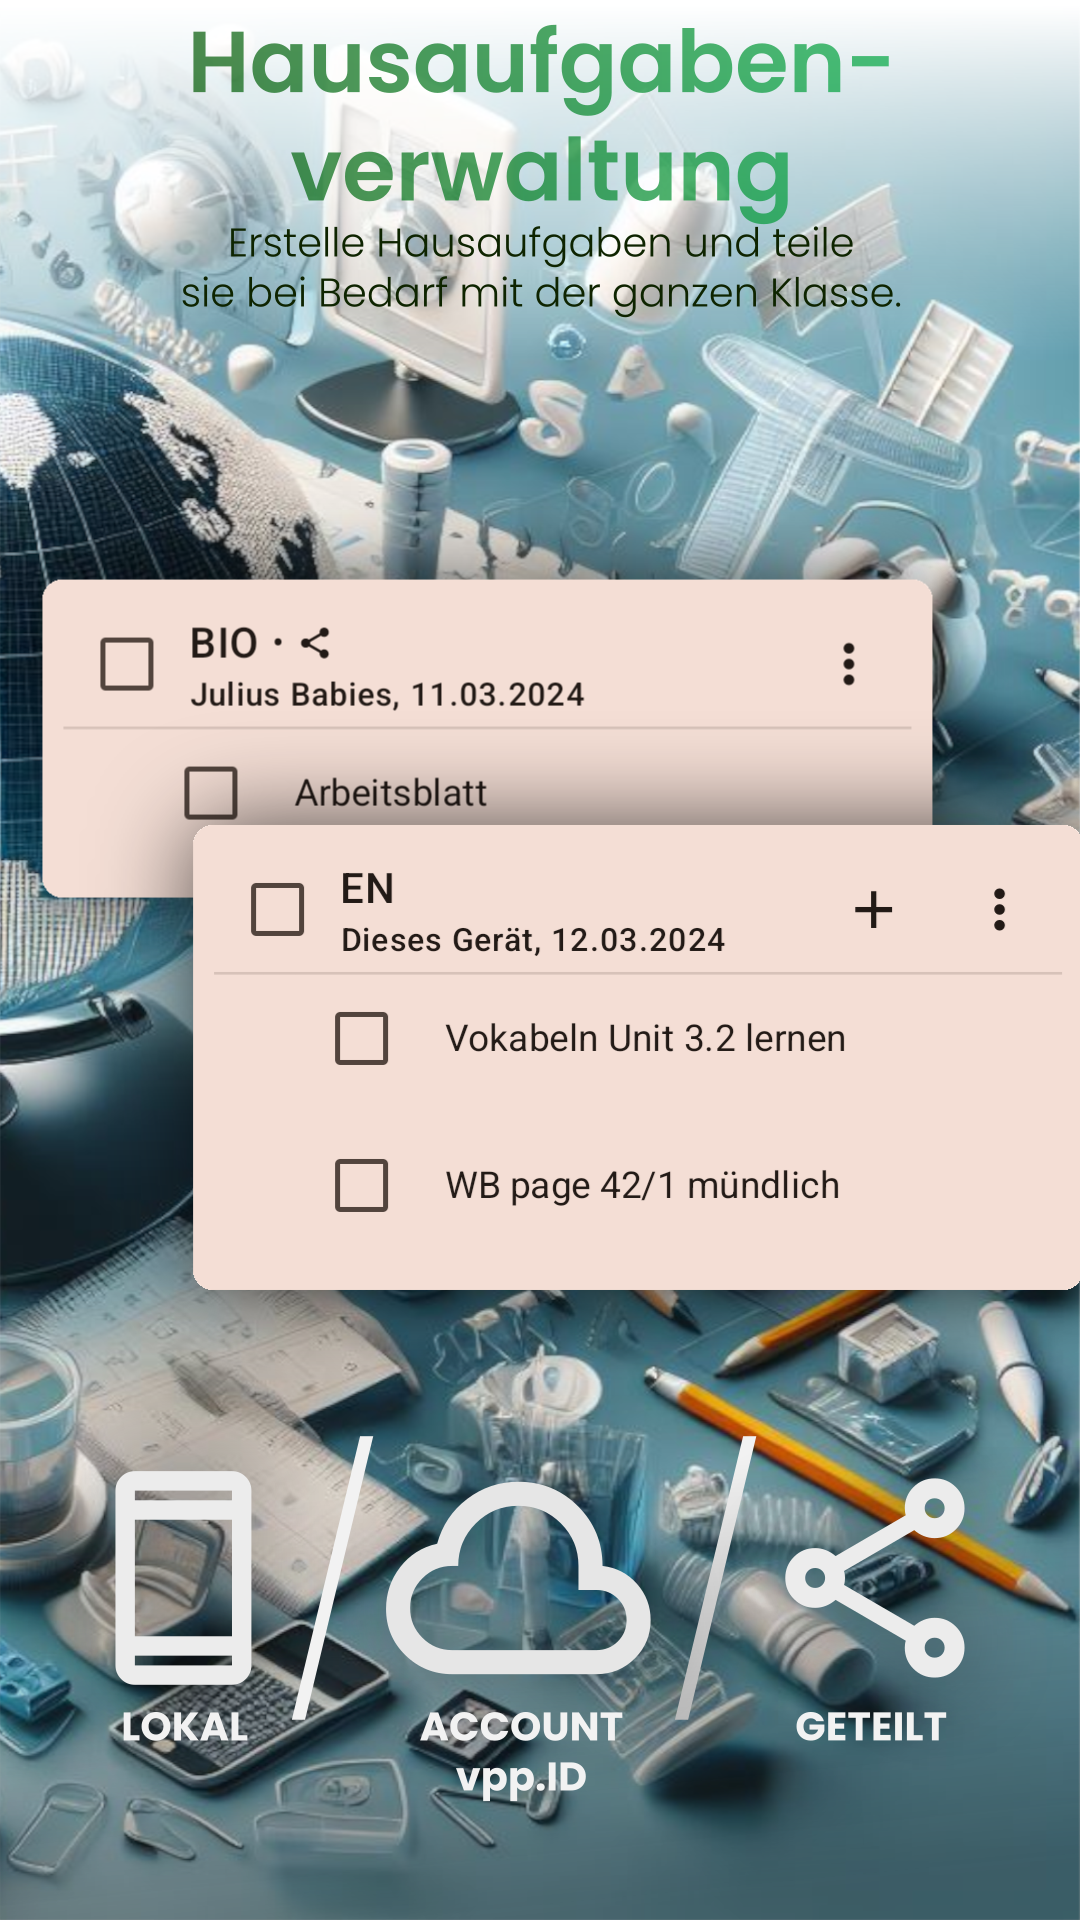 Hausaufgaben-
verwaltung
Erstelle Hausaufgaben und teile
sie bei Bedarf mit der ganzen Klasse.
BIO ·
Julius Babies, 11.03.2024
Arbeitsblatt
EN
Dieses Gerät, 12.03.2024
Vokabeln Unit 3.2 lernen
WB page 42/1 mündlich
LOKAL
ACCOUNT
vpp.ID
GETEILT